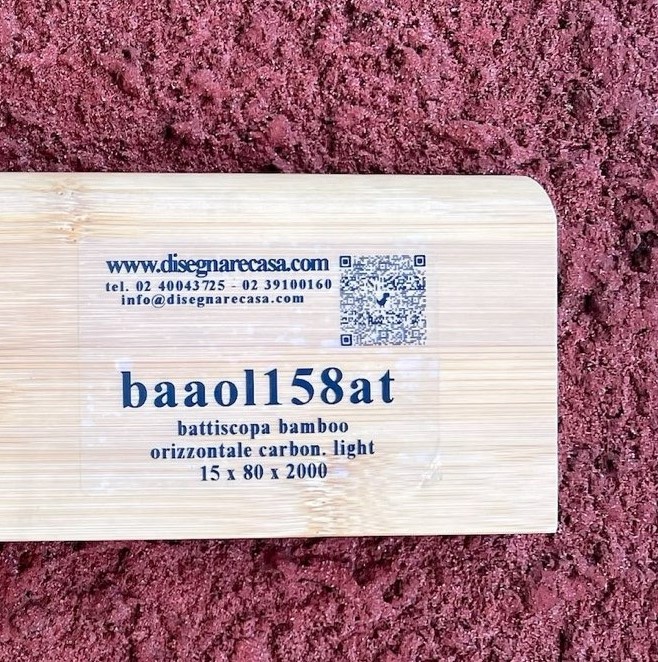 www.disegnarecasa.com
tel. 02 40043725 - 02 39100160
info@disegnarecasa.com
baaol158at
battiscopa bamboo
orizzontale carbon. light
15 x 80 x 2000